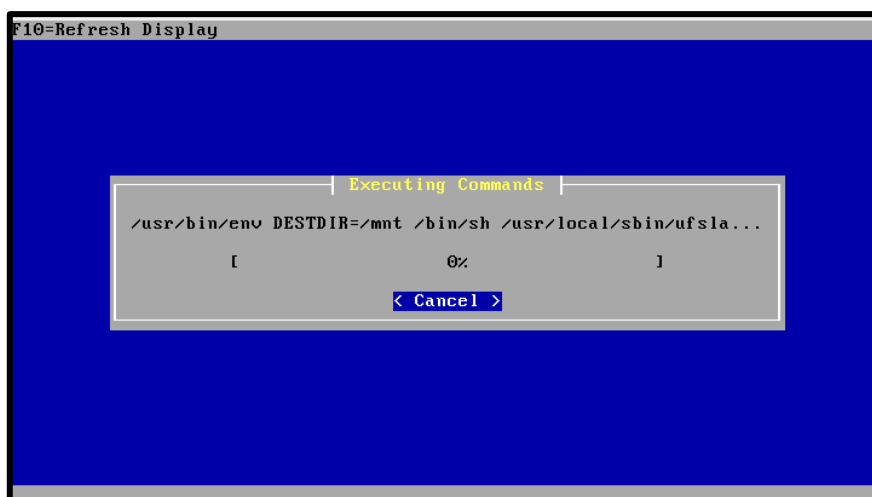 F10=Refresh Display
Executing Commands
/usr/bin/env DESTDIR=/mnt /bin/sh /usr/local/sbin/ufsla...
[ 0% ]
< Cancel >